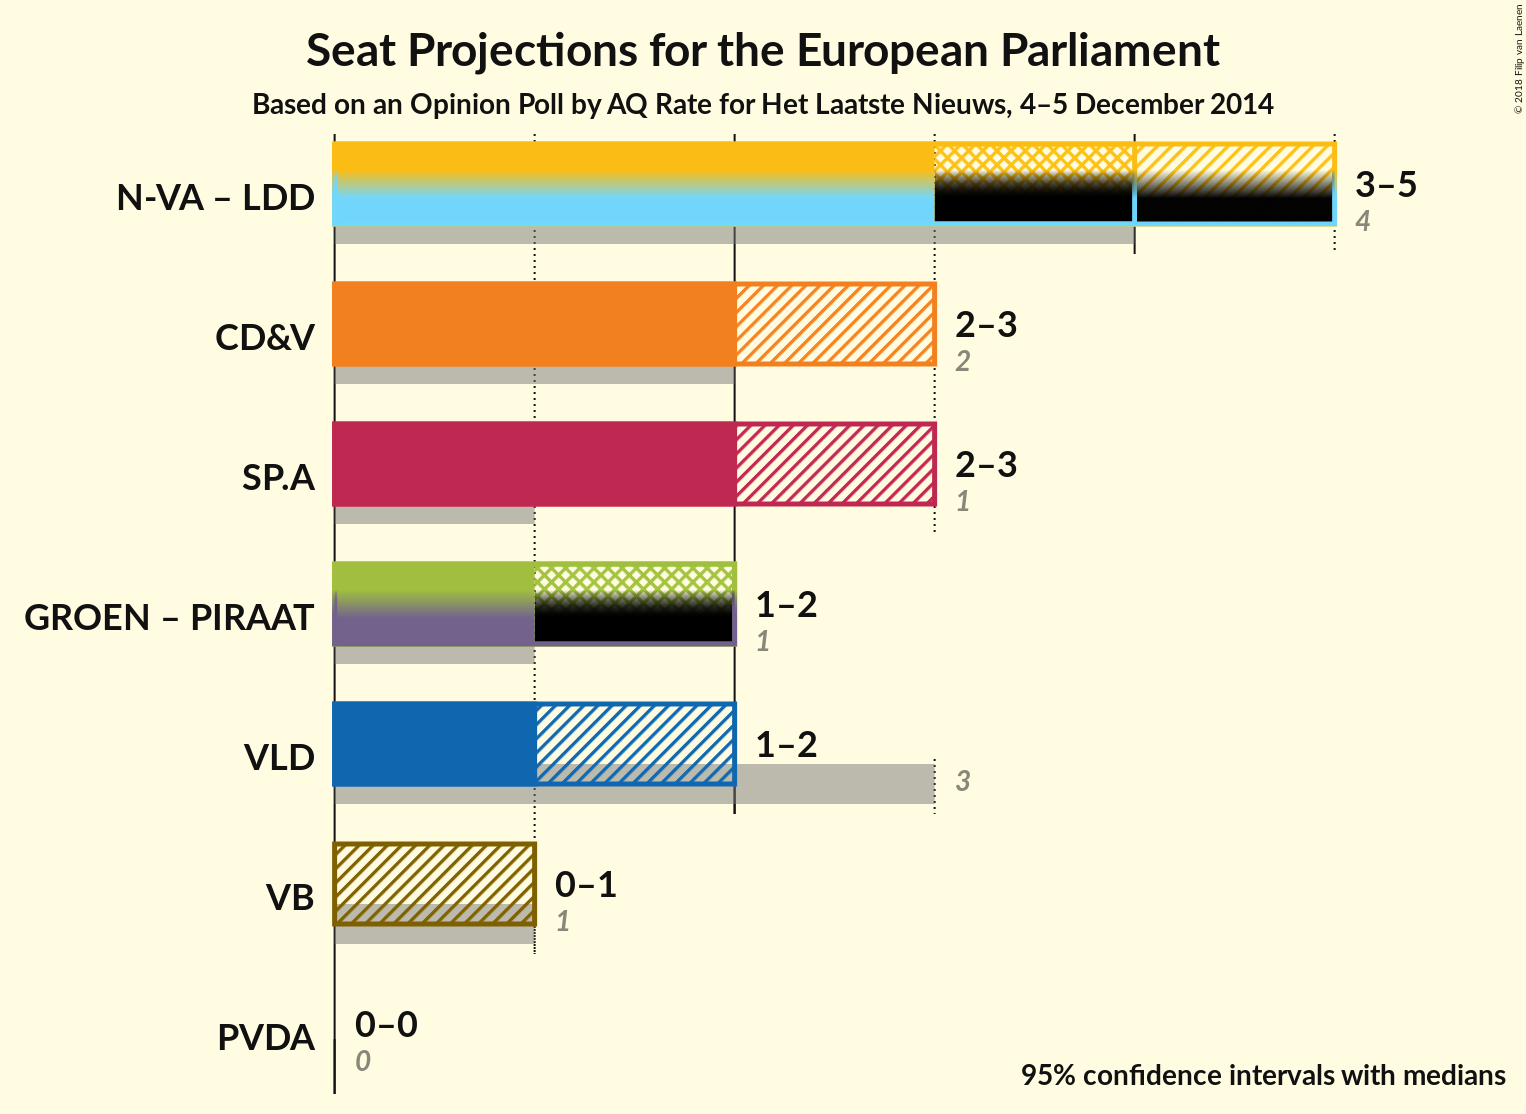 Seat Projections for the European Parliament
Based on an Opinion Poll by AQ Rate for Het Laatste Nieuws, 4–5 December 2014
© 2018 Filip van Laenen
N-VA – LDD
3–5
4
CD&V
2–3
2
SP.A
2–3
1
GROEN – PIRAAT
1–2
1
VLD
1–2
3
VB
0–1
1
PVDA
0–0
0
95% confidence intervals with medians